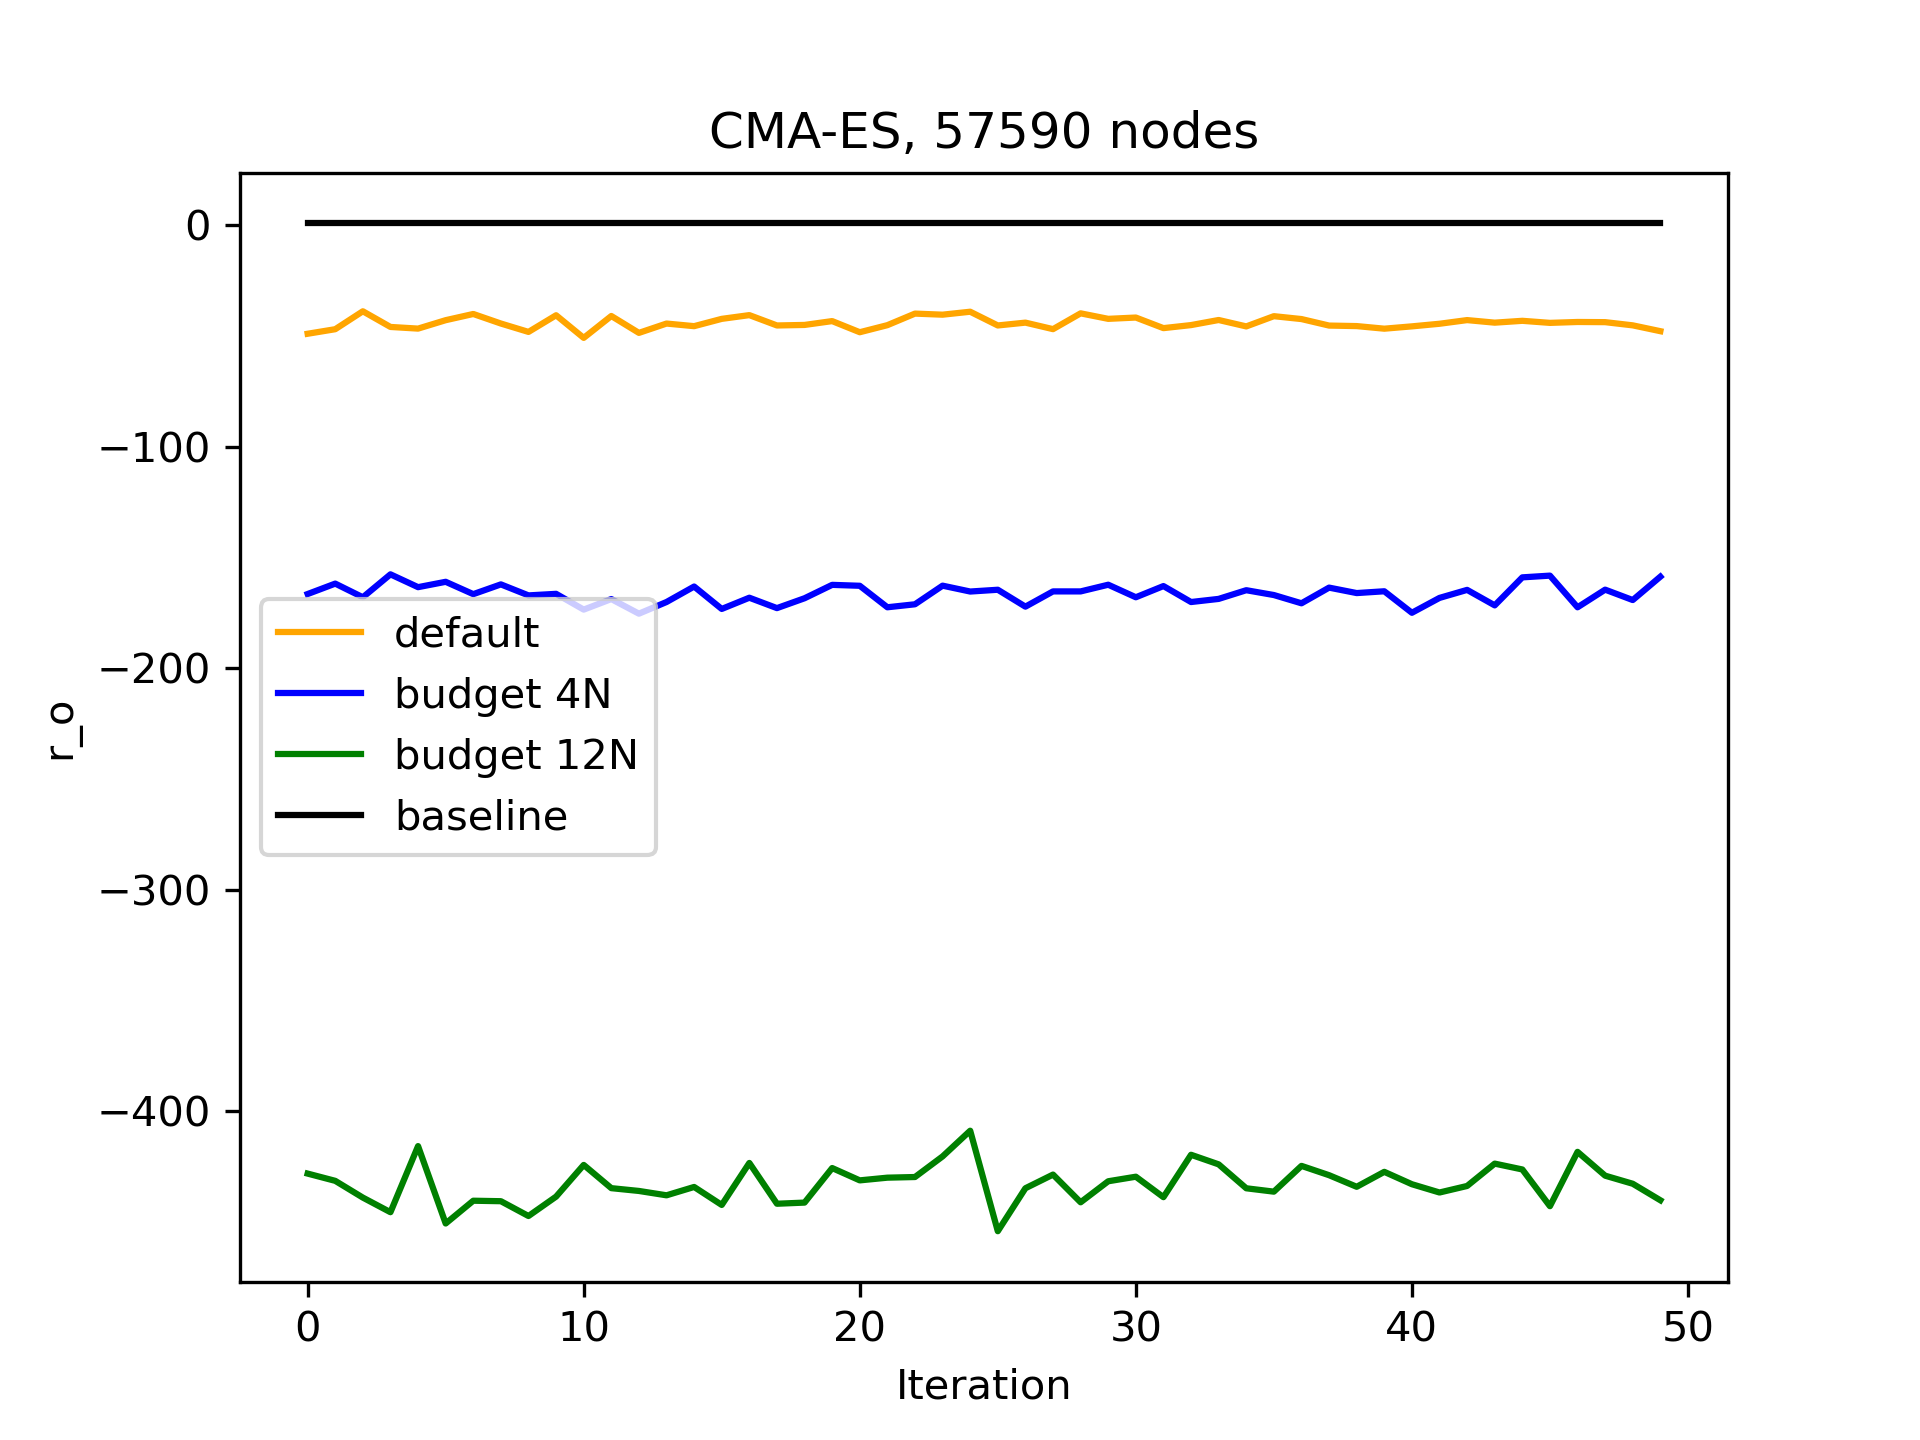 CMA-ES, 57590 nodes
0
−100
−200
−300
−400
r_o
default
budget 4N
budget 12N
baseline
0 10 20 30 40 50
Iteration